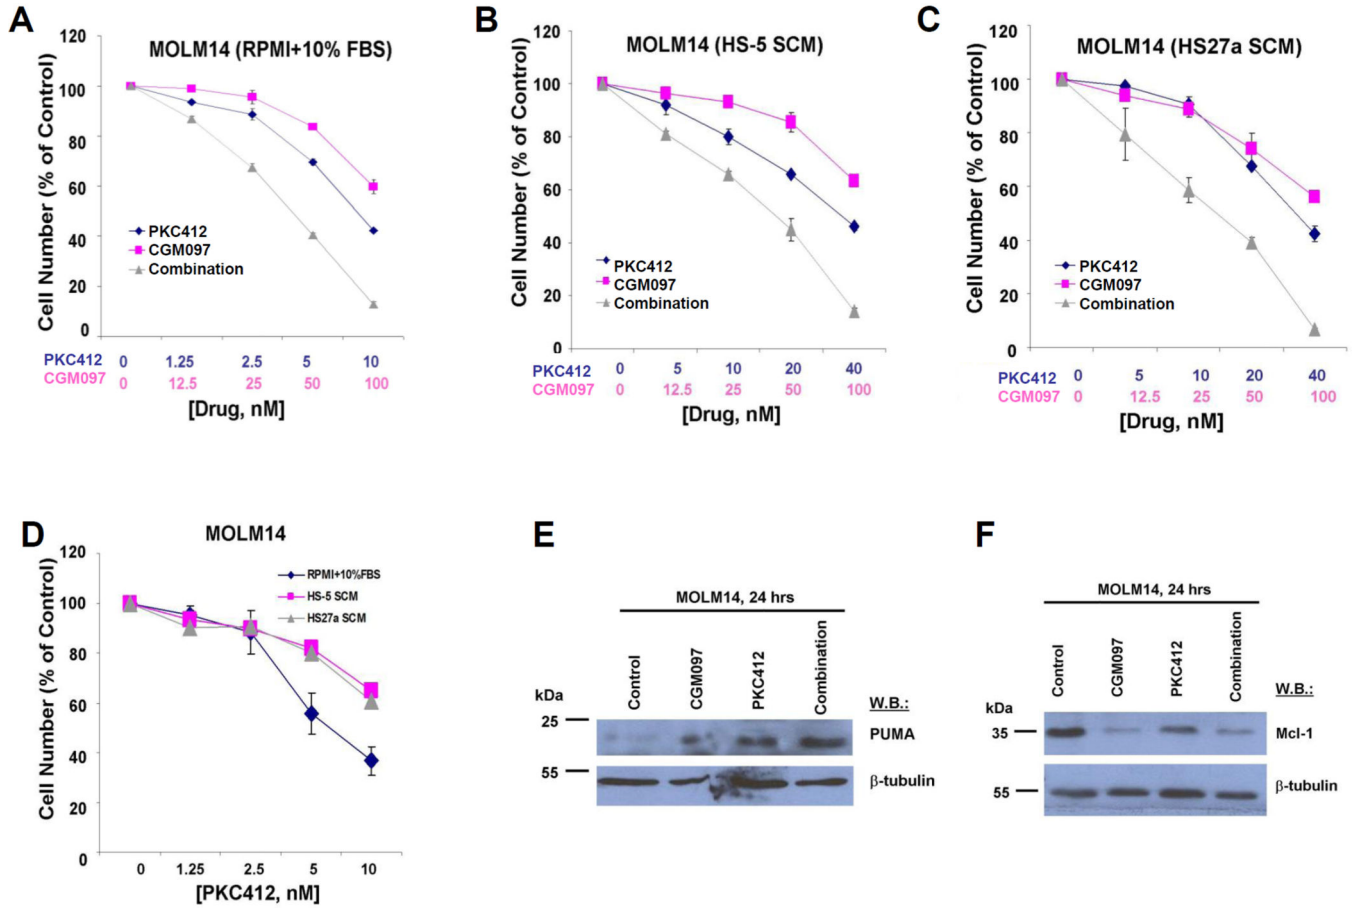 A
MOLM14 (RPMI+10% FBS)
Cell Number (% of Control)
120
100
80
60
40
20
0
PKC412
CGM097
Combination
PKC412 0 1.25 2.5 5 10
CGM097 0 12.5 25 50 100
[Drug, nM]
B
MOLM14 (HS-5 SCM)
Cell Number (% of Control)
120
100
80
60
40
20
0
PKC412
CGM097
Combination
PKC412 0 5 10 20 40
CGM097 0 12.5 25 50 100
[Drug, nM]
C
MOLM14 (HS27a SCM)
Cell Number (% of Control)
120
100
80
60
40
20
0
PKC412
CGM097
Combination
PKC412 0 5 10 20 40
CGM097 0 12.5 25 50 100
[Drug, nM]
D
MOLM14
Cell Number (% of Control)
120
100
80
60
40
20
0
RPMI+10%FBS
HS-5 SCM
HS27a SCM
0 1.25 2.5 5 10
[PKC412, nM]
E
MOLM14, 24 hrs
Control
CGM097
PKC412
Combination
kDa
W.B.:
25
PUMA
55
β-tubulin
F
MOLM14, 24 hrs
Control
CGM097
PKC412
Combination
kDa
W.B.:
35
Mcl-1
55
β-tubulin